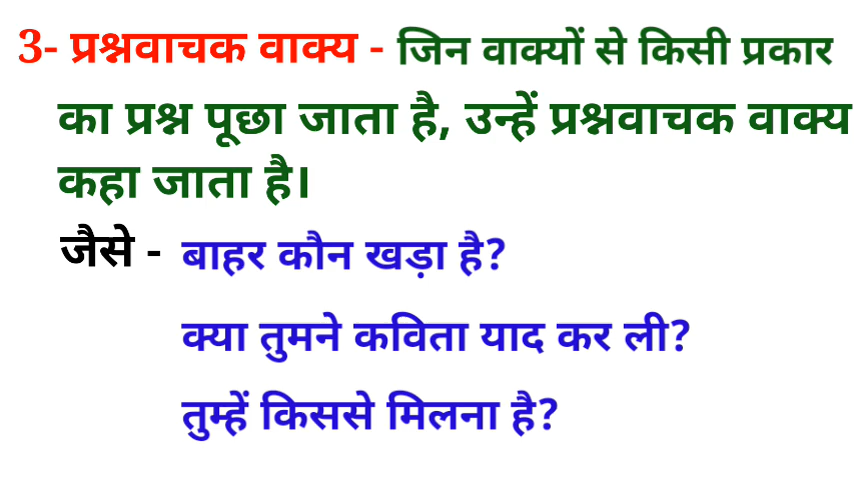 3- प्रश्नवाचक वाक्य - जिन वाक्यों से किसी प्रकार
का प्रश्न पूछा जाता है, उन्हें प्रश्नवाचक वाक्य
कहा जाता है।
जैसे - बाहर कौन खड़ा है?
क्या तुमने कविता याद कर ली?
तुम्हें किससे मिलना है?